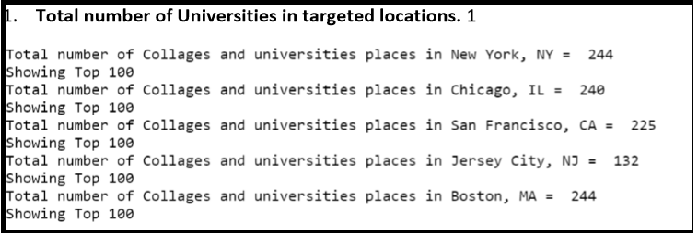 1. Total number of Universities in targeted locations. 1
Total number of Collages and universities places in New York, NY = 244
Showing Top 100
Total number of Collages and universities places in Chicago, IL = 240
Showing Top 100
Total number of Collages and universities places in San Francisco, CA = 225
Showing Top 100
Total number of Collages and universities places in Jersey City, NJ = 132
Showing Top 100
Total number of Collages and universities places in Boston, MA = 244
Showing Top 100